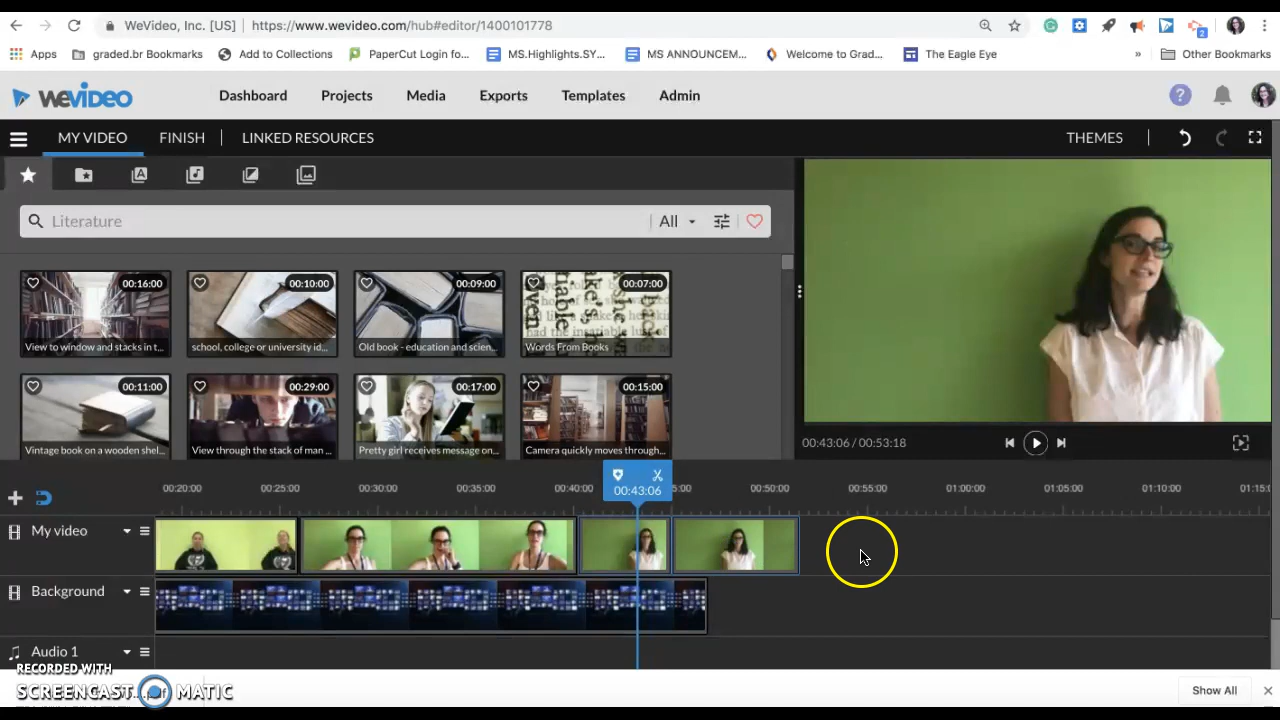 WeVideo, Inc. [US] | https://www.wevideo.com/hub#editor/1400101778
Apps graded.br Bookmarks Add to Collections PaperCut Login fo... MS.Highlights.SY... MS ANNOUNCEM... Welcome to Grad... The Eagle Eye » Other Bookmarks
WEVIDEO Dashboard Projects Media Exports Templates Admin ?
MY VIDEO FINISH | LINKED RESOURCES THEMES
Literature All
00:16:00 00:10:00 00:09:00 00:07:00
View to window and stacks in t... school, college or university id... Old book - education and scien... Words From Books
00:11:00 00:29:00 00:17:00 00:15:00
Vintage book on a wooden shel... View through the stack of man ... Pretty girl receives message on... Camera quickly moves through...
00:43:06 / 00:53:18
00:20:00 00:25:00 00:30:00 00:35:00 00:40:00 00:43:06 5:00 00:50:00 00:55:00 01:00:00 01:05:00 01:10:00 01:15:0
My video
Background
Audio 1
RECORDED WITH
SCREENCAST MATIC
.pdf
Show All